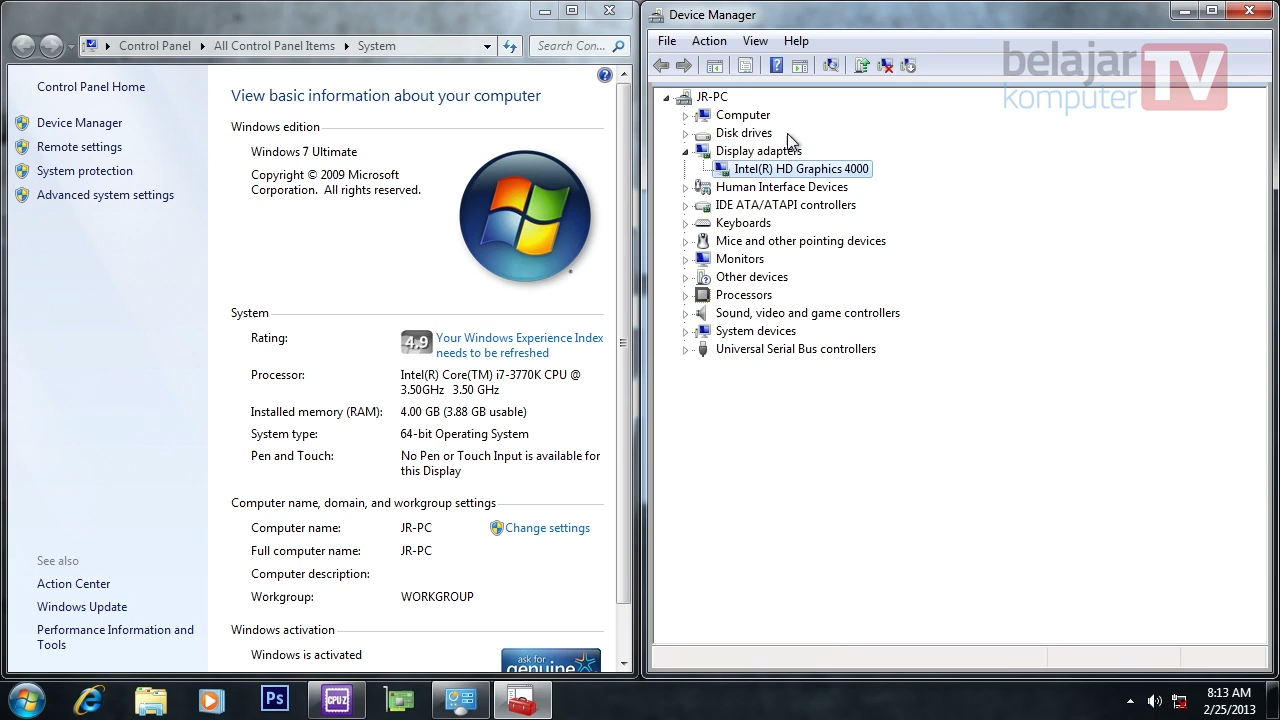 Control Panel
All Control Panel Items
System
Search Con...
Control Panel Home
Device Manager
Remote settings
System protection
Advanced system settings
See also
Action Center
Windows Update
Performance Information and
Tools
View basic information about your computer
Windows edition
Windows 7 Ultimate
Copyright © 2009 Microsoft
Corporation. All rights reserved.
System
Rating:
4.9
Your Windows Experience Index
needs to be refreshed
Processor:
Intel(R) Core(TM) i7-3770K CPU @
3.50GHz 3.50 GHz
Installed memory (RAM):
4.00 GB (3.88 GB usable)
System type:
64-bit Operating System
Pen and Touch:
No Pen or Touch Input is available for
this Display
Computer name, domain, and workgroup settings
Computer name:
JR-PC
Change settings
Full computer name:
JR-PC
Computer description:
Workgroup:
WORKGROUP
Windows activation
Windows is activated
ask for
genuine
Device Manager
File Action View Help
belajar
komputer
TV
JR-PC
Computer
Disk drives
Display adapters
Intel(R) HD Graphics 4000
Human Interface Devices
IDE ATA/ATAPI controllers
Keyboards
Mice and other pointing devices
Monitors
Other devices
Processors
Sound, video and game controllers
System devices
Universal Serial Bus controllers
Ps
CPU-Z
8:13 AM
2/25/2013